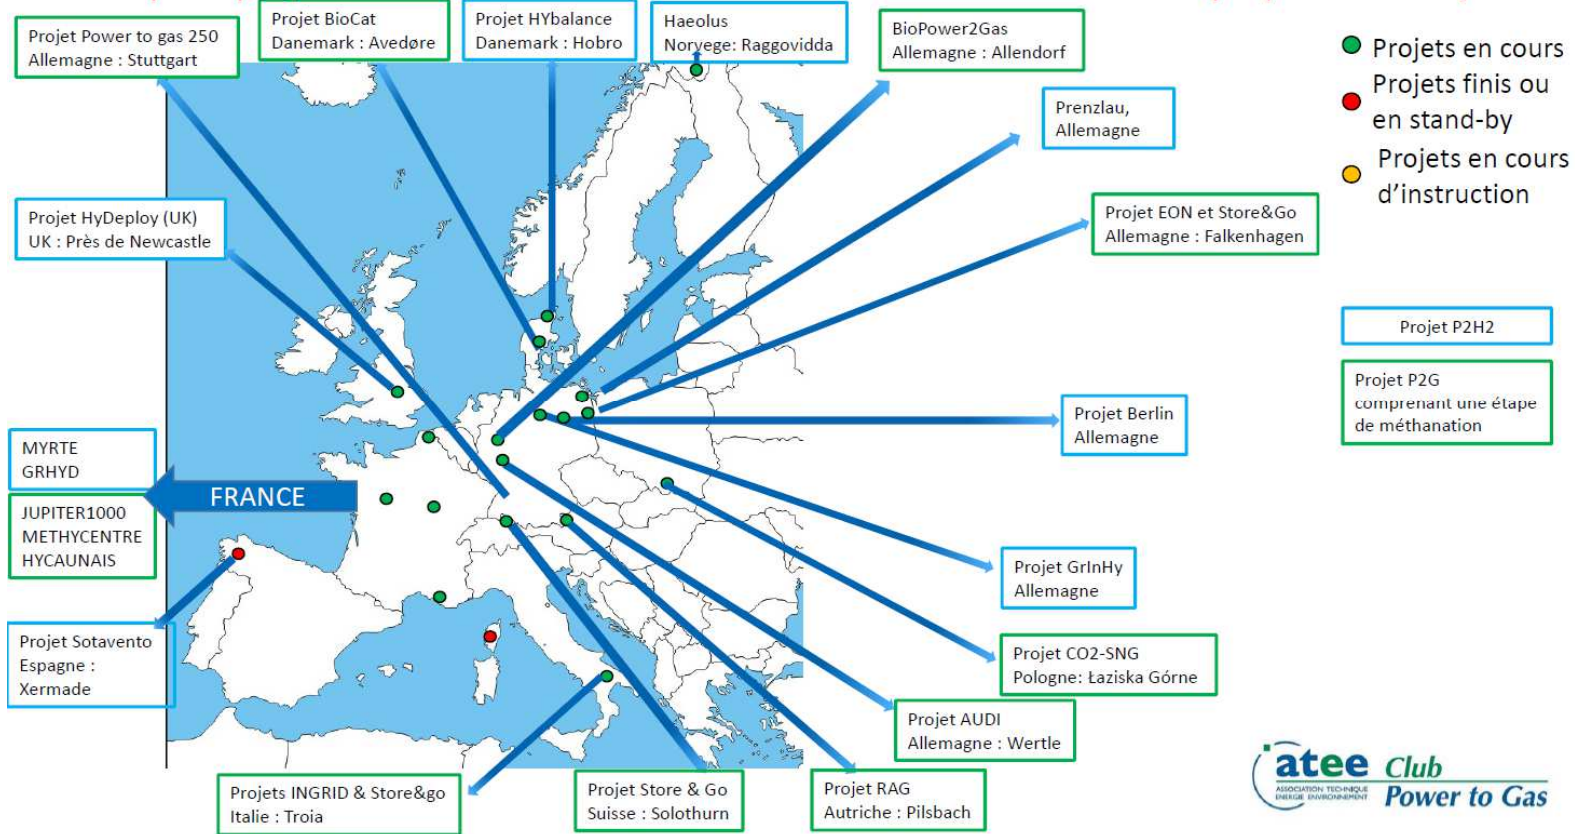 Projet Power to gas 250
Allemagne : Stuttgart
Projet BioCat
Danemark : Avedøre
Projet HYbalance
Danemark : Hobro
Haeolus
Norvege: Raggovidda
BioPower2Gas
Allemagne : Allendorf
Projets en cours
Projets finis ou
en stand-by
Projets en cours
d'instruction
Prenzlau,
Allemagne
Projet HyDeploy (UK)
UK : Près de Newcastle
Projet EON et Store&Go
Allemagne : Falkenhagen
Projet P2H2
Projet P2G
comprenant une étape
de méthanation
Projet Berlin
Allemagne
MYRTE
GRHYD
FRANCE
JUPITER1000
METHYCENTRE
HYCAUNAIS
Projet GrInHy
Allemagne
Projet Sotavento
Espagne :
Xermade
Projet CO2-SNG
Pologne: Łaziska Górne
Projet AUDI
Allemagne : Wertle
Projets INGRID & Store&go
Italie : Troia
Projet Store & Go
Suisse : Solothurn
Projet RAG
Autriche : Pilsbach
atee
ASSOCIATION TECHNIQUE
ENERGIE ENVIRONNEMENT
Club
Power to Gas